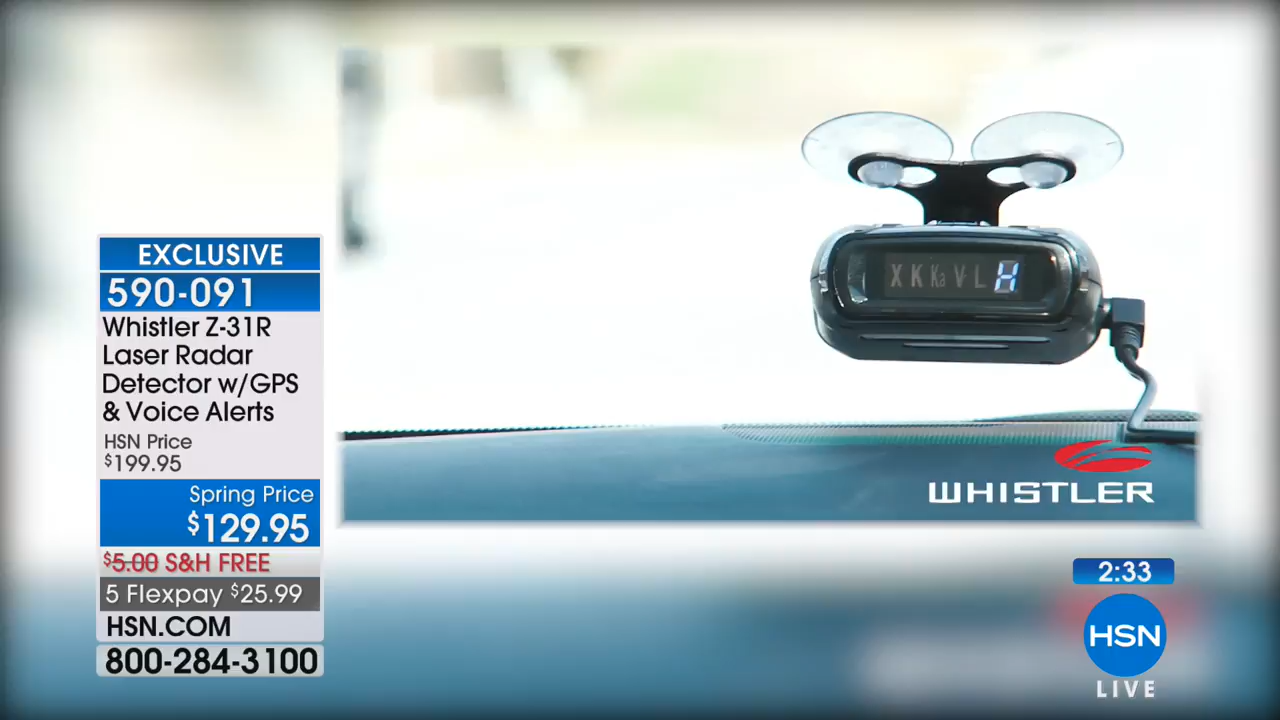 EXCLUSIVE
590-091
Whistler Z-31R
Laser Radar
Detector w/GPS
& Voice Alerts
HSN Price
$199.95
Spring Price
$129.95
$5.00 S&H FREE
5 Flexpay $25.99
HSN.COM
800-284-3100
X K Ka V L H
WHISTLER
2:33
HSN
LIVE